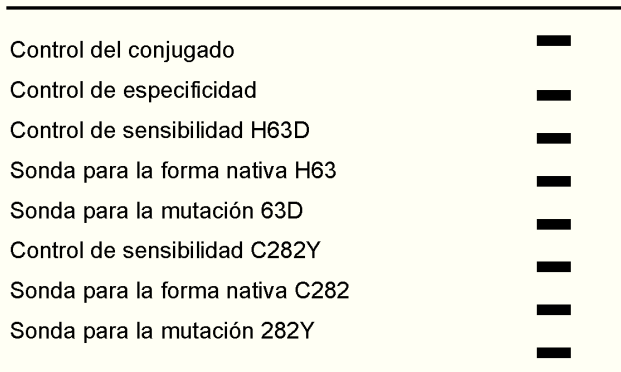 Control del conjugado
Control de especificidad
Control de sensibilidad H63D
Sonda para la forma nativa H63
Sonda para la mutación 63D
Control de sensibilidad C282Y
Sonda para la forma nativa C282
Sonda para la mutación 282Y